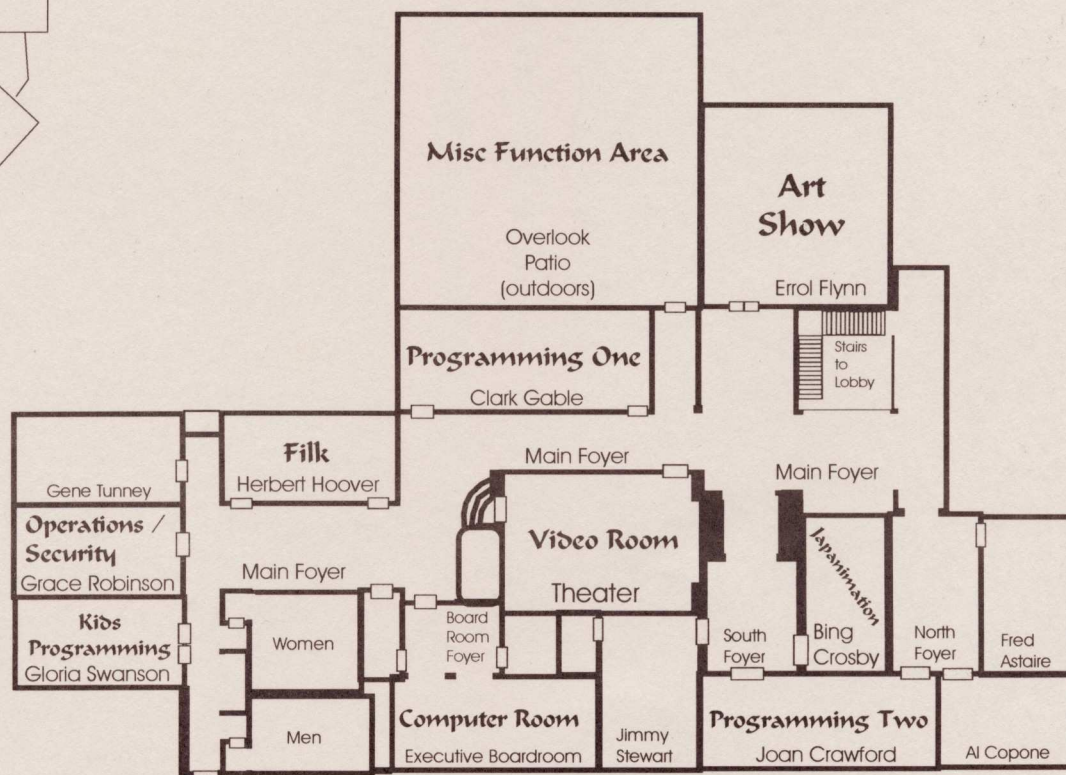 Misc Function Area
Overlook
Patio
(outdoors)
Art
Show
Errol Flynn
Programming One
Clark Gable
Stairs
to
Lobby
Filk
Herbert Hoover
Main Foyer
Main Foyer
Gene Tunney
Operations /
Security
Grace Robinson
Main Foyer
Video Room
Theater
Japanimation
Bing
Crosby
Kids
Programming
Gloria Swanson
Women
Board
Room
Foyer
South
Foyer
North
Foyer
Fred
Astaire
Men
Computer Room
Executive Boardroom
Jimmy
Stewart
Programming Two
Joan Crawford
Al Copone